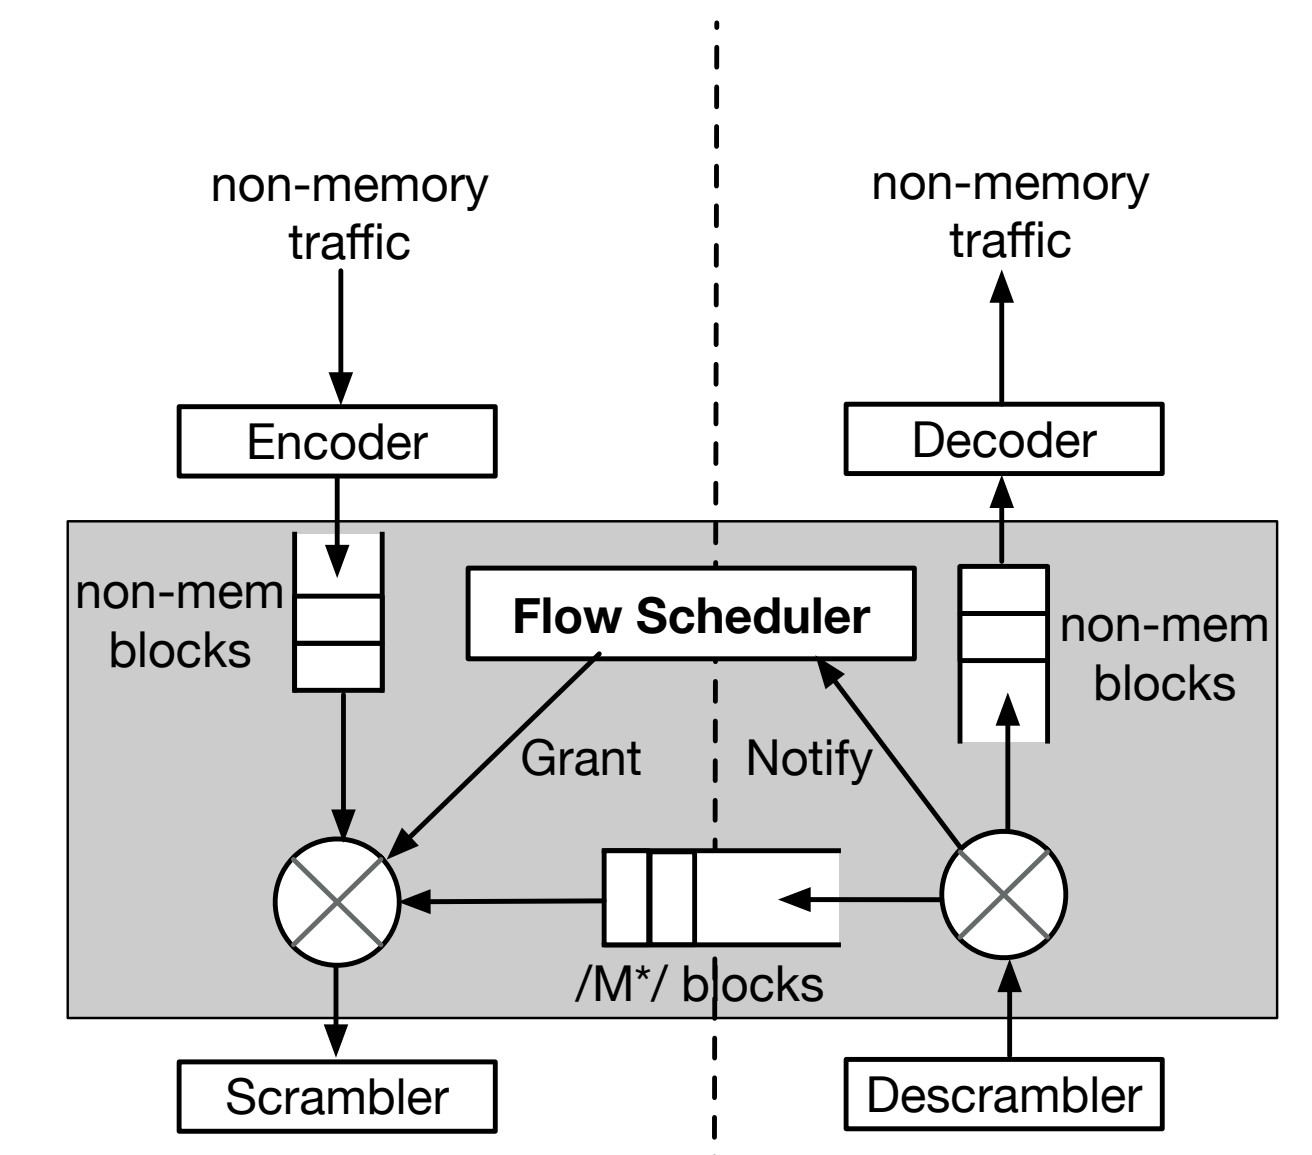 non-memory
traffic
non-memory
traffic
Encoder
Decoder
non-mem
blocks
Flow Scheduler
non-mem
blocks
Grant
Notify
/M*/ blocks
Scrambler
Descrambler